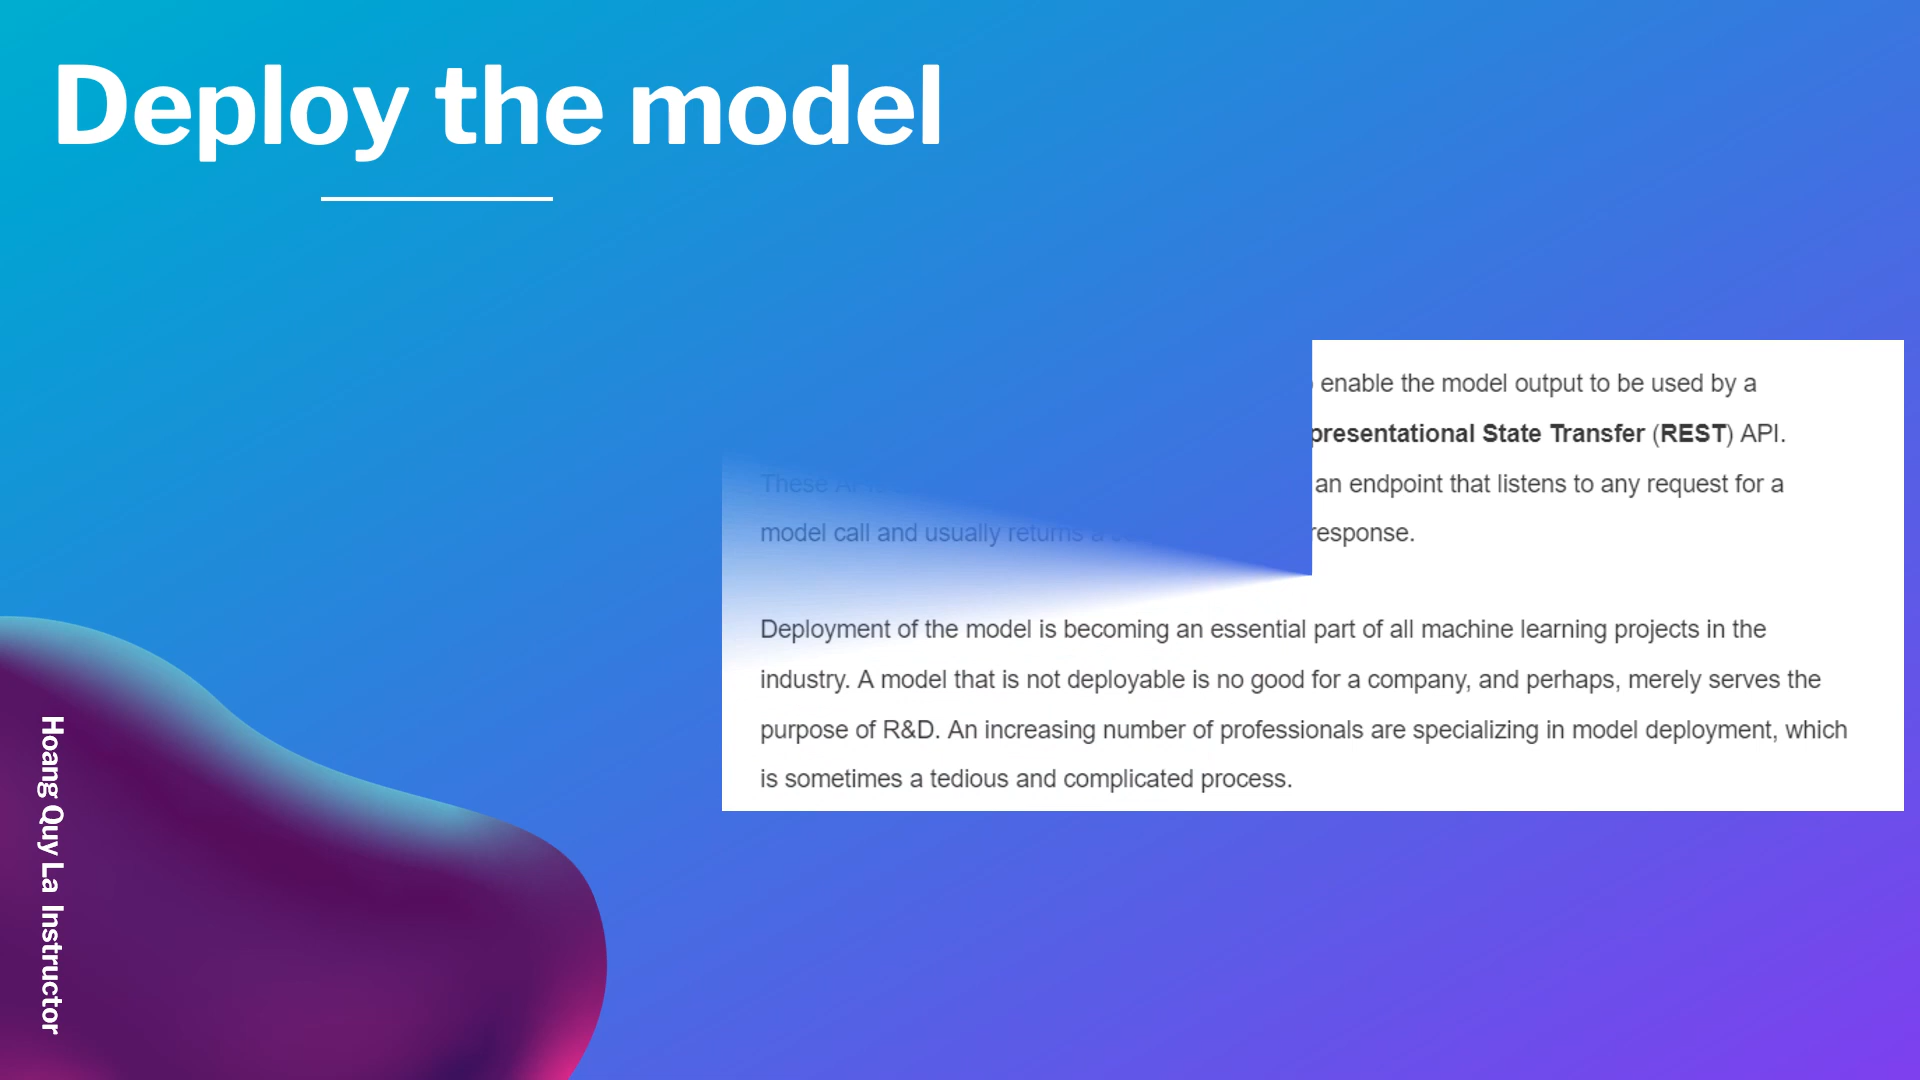 Deploy the model
enable the model output to be used by a
presentational State Transfer (REST) API.
These an endpoint that listens to any request for a
model call and usually returns a response.
Deployment of the model is becoming an essential part of all machine learning projects in the
industry. A model that is not deployable is no good for a company, and perhaps, merely serves the
purpose of R&D. An increasing number of professionals are specializing in model deployment, which
is sometimes a tedious and complicated process.
Hoang Quy La Instructor